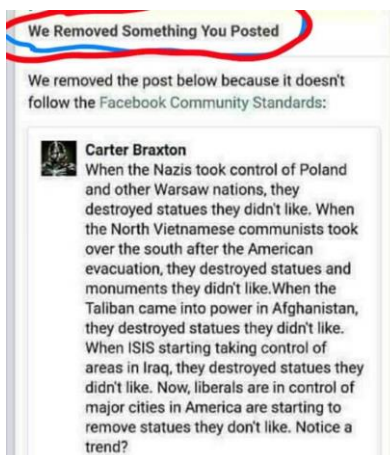 We Removed Something You Posted
We removed the post below because it doesn't
follow the Facebook Community Standards:
Carter Braxton
When the Nazis took control of Poland
and other Warsaw nations, they
destroyed statues they didn't like. When
the North Vietnamese communists took
over the south after the American
evacuation, they destroyed statues and
monuments they didn't like.When the
Taliban came into power in Afghanistan,
they destroyed statues they didn't like.
When ISIS starting taking control of
areas in Iraq, they destroyed statues they
didn't like. Now, liberals are in control of
major cities in America are starting to
remove statues they don't like. Notice a
trend?